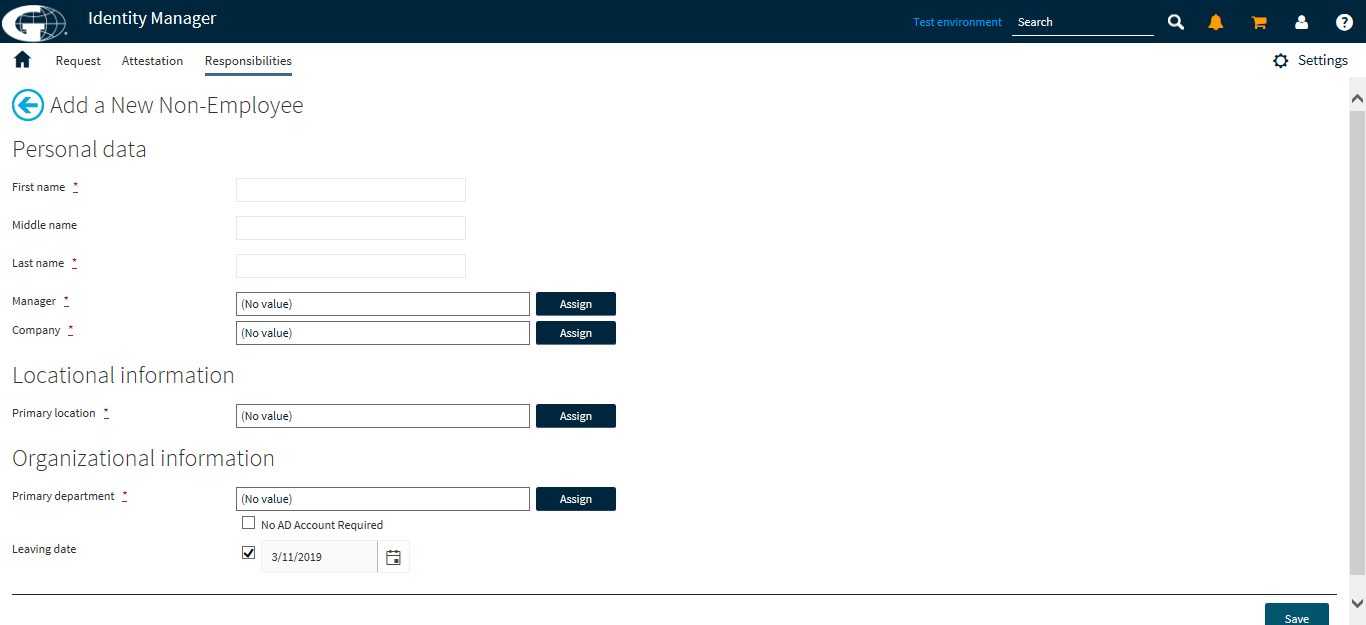 Identity Manager
Test environment
Search
Request Attestation Responsibilities
Settings
Add a New Non-Employee
Personal data
First name *
Middle name
Last name *
Manager * (No value) Assign
Company * (No value) Assign
Locational information
Primary location * (No value) Assign
Organizational information
Primary department * (No value) Assign
No AD Account Required
Leaving date 3/11/2019
Save